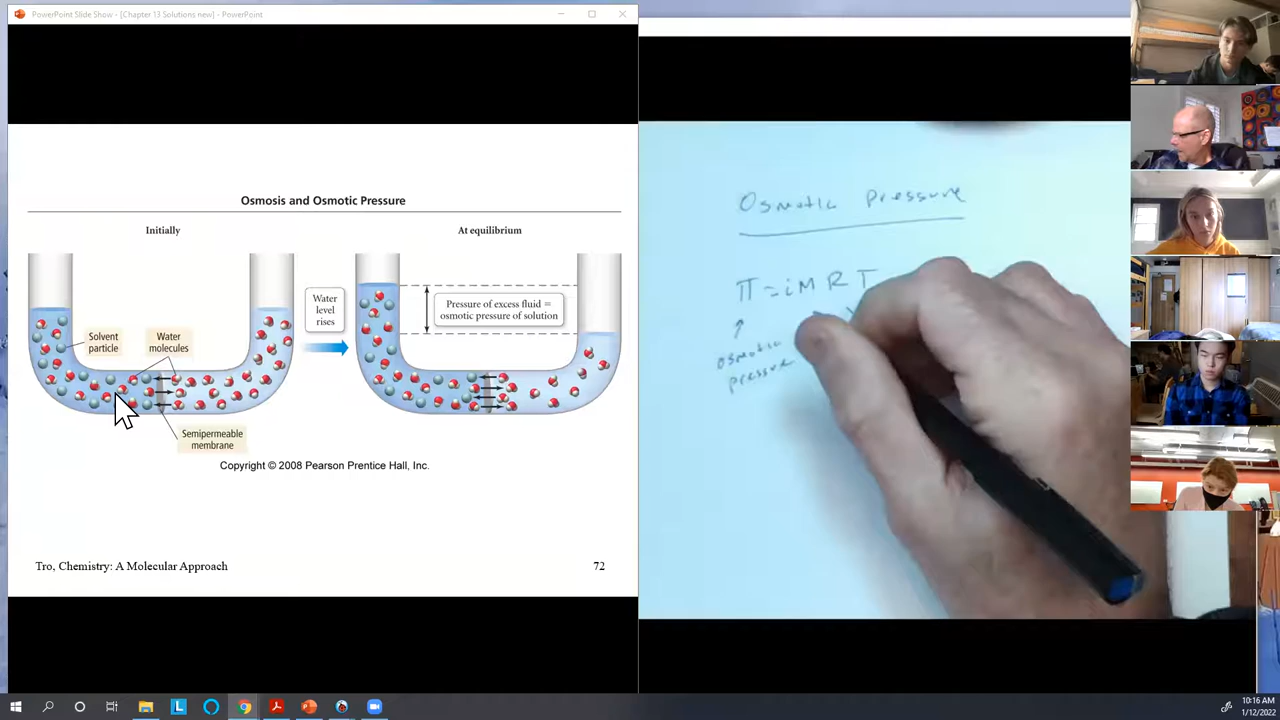 PowerPoint Slide Show - [Chapter 13 Solutions new] - PowerPoint
Osmosis and Osmotic Pressure
Initially
At equilibrium
Water
level
rises
Pressure of excess fluid =
osmotic pressure of solution
Solvent
particle
Water
molecules
Semipermeable
membrane
Copyright © 2008 Pearson Prentice Hall, Inc.
Tro, Chemistry: A Molecular Approach
72
Osmotic Pressure
Π = i M R T
osmotic
pressure
10:16 AM
1/12/2022